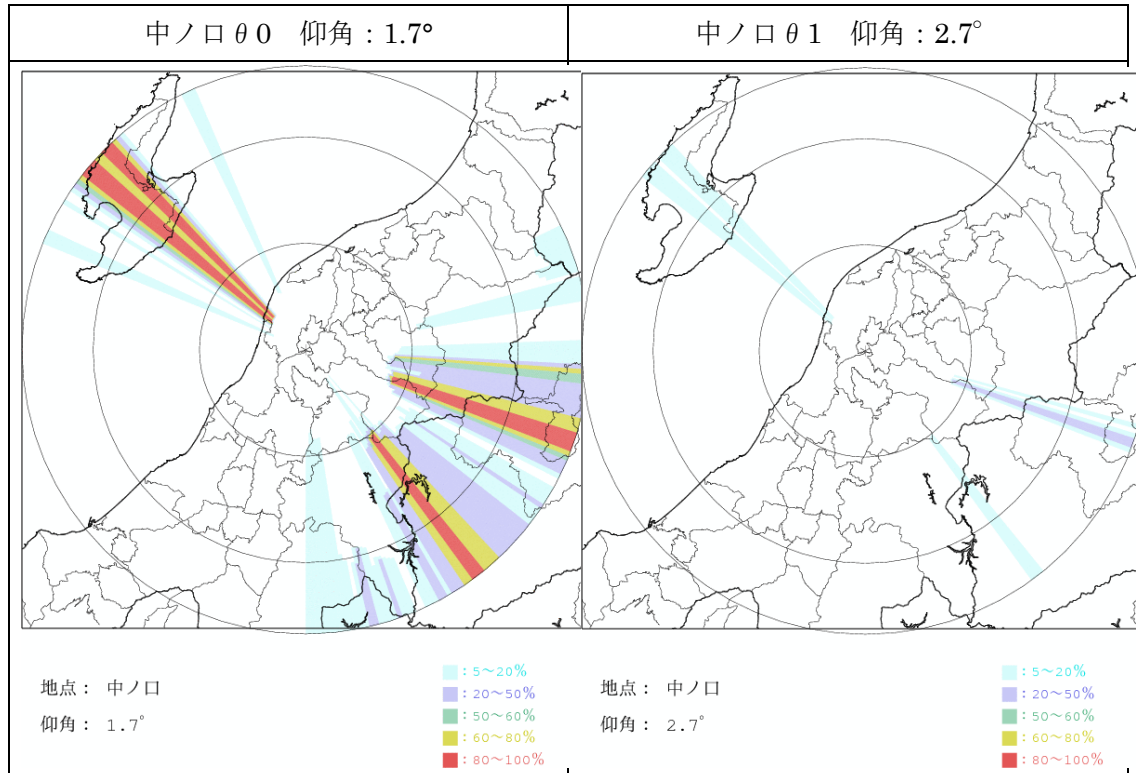 中ノ口θ0　仰角：1.7°
中ノ口θ1　仰角：2.7°
地点： 中ノ口
仰角： 1.7°
：5～20%
：20～50%
：50～60%
：60～80%
：80～100%
地点： 中ノ口
仰角： 2.7°
：5～20%
：20～50%
：50～60%
：60～80%
：80～100%